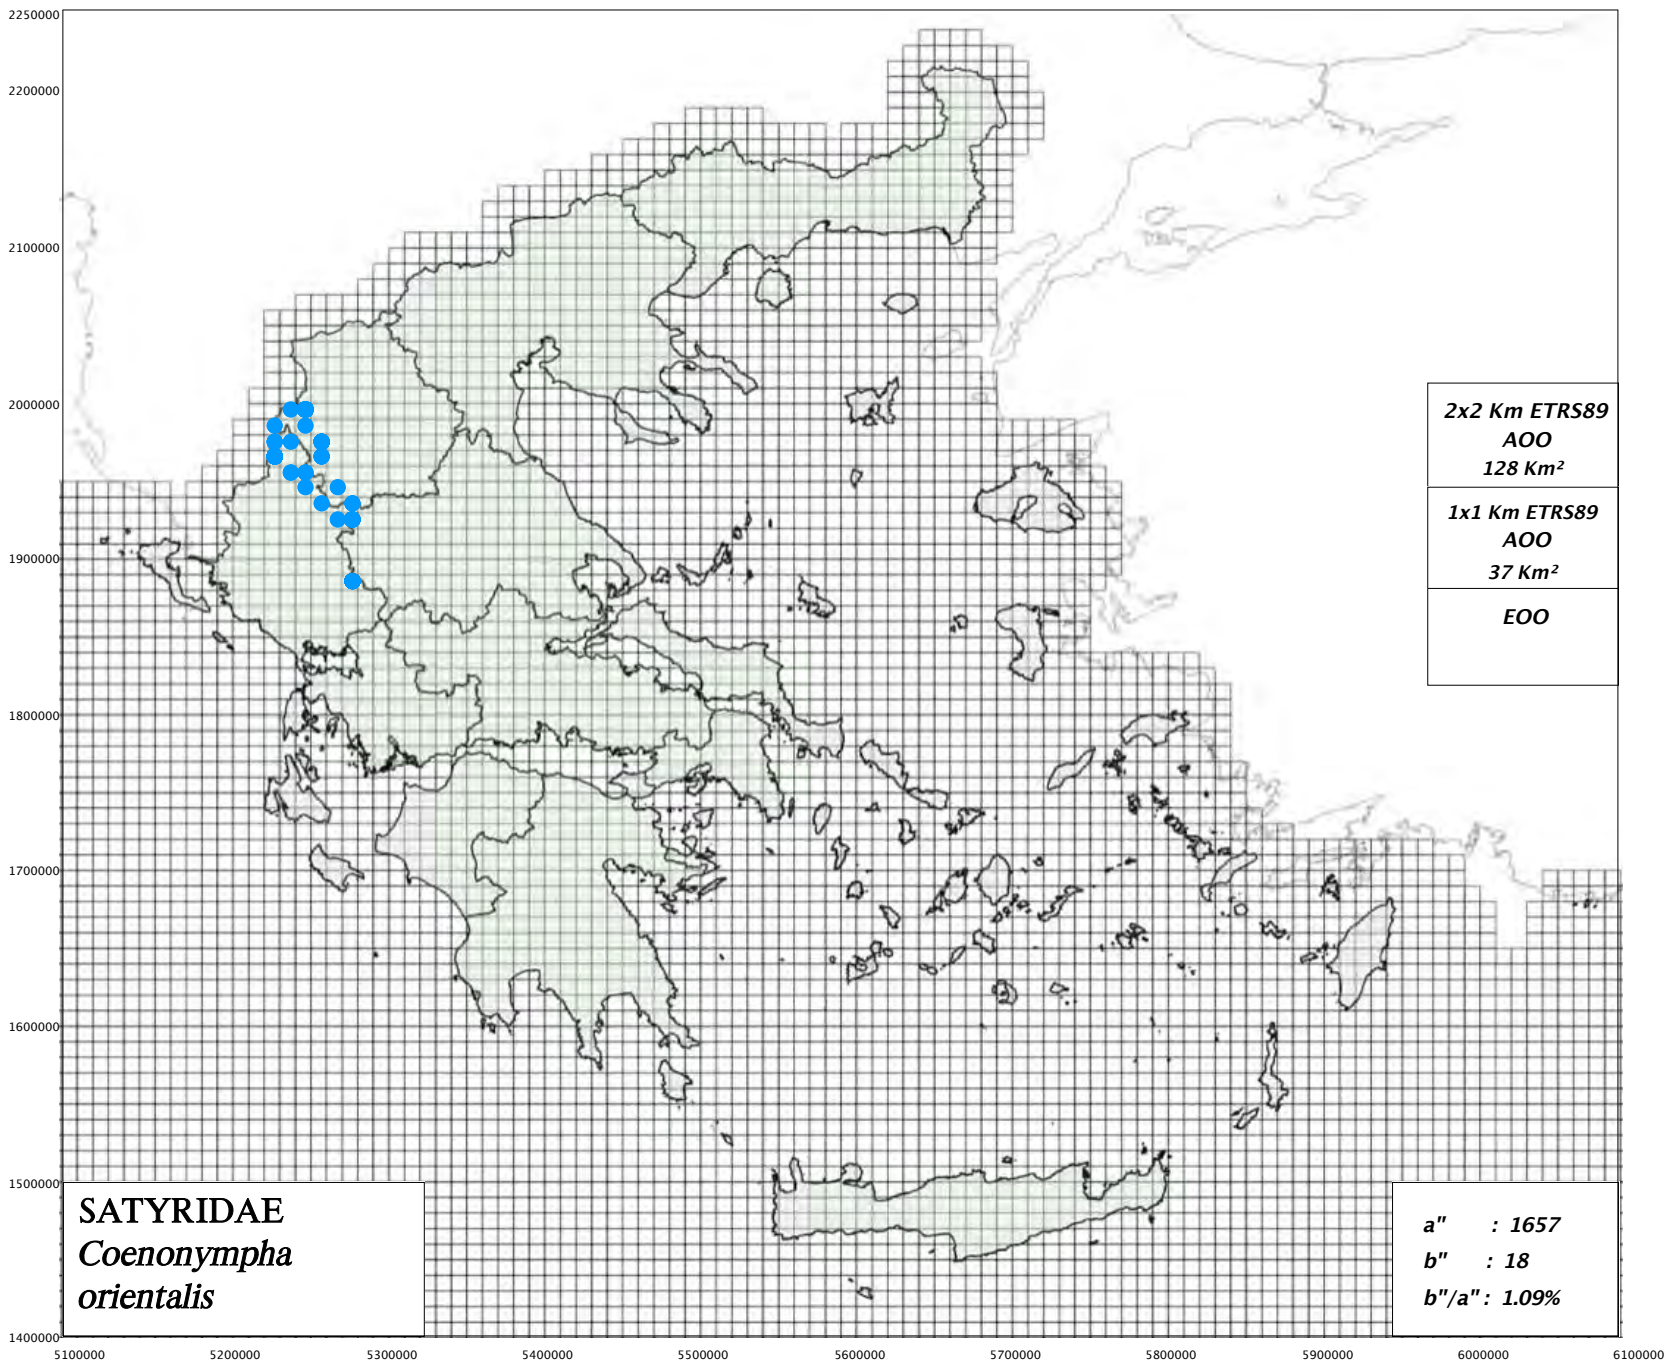 2250000
2200000
2100000
2000000
1900000
1800000
1700000
1600000
1500000
1400000
2x2 Km ETRS89
AOO
128 Km²
1x1 Km ETRS89
AOO
37 Km²
EOO
SATYRIDAE
Coenonympha
orientalis
a" : 1657
b" : 18
b"/a" : 1.09%
5100000 5200000 5300000 5400000 5500000 5600000 5700000 5800000 5900000 6000000 6100000